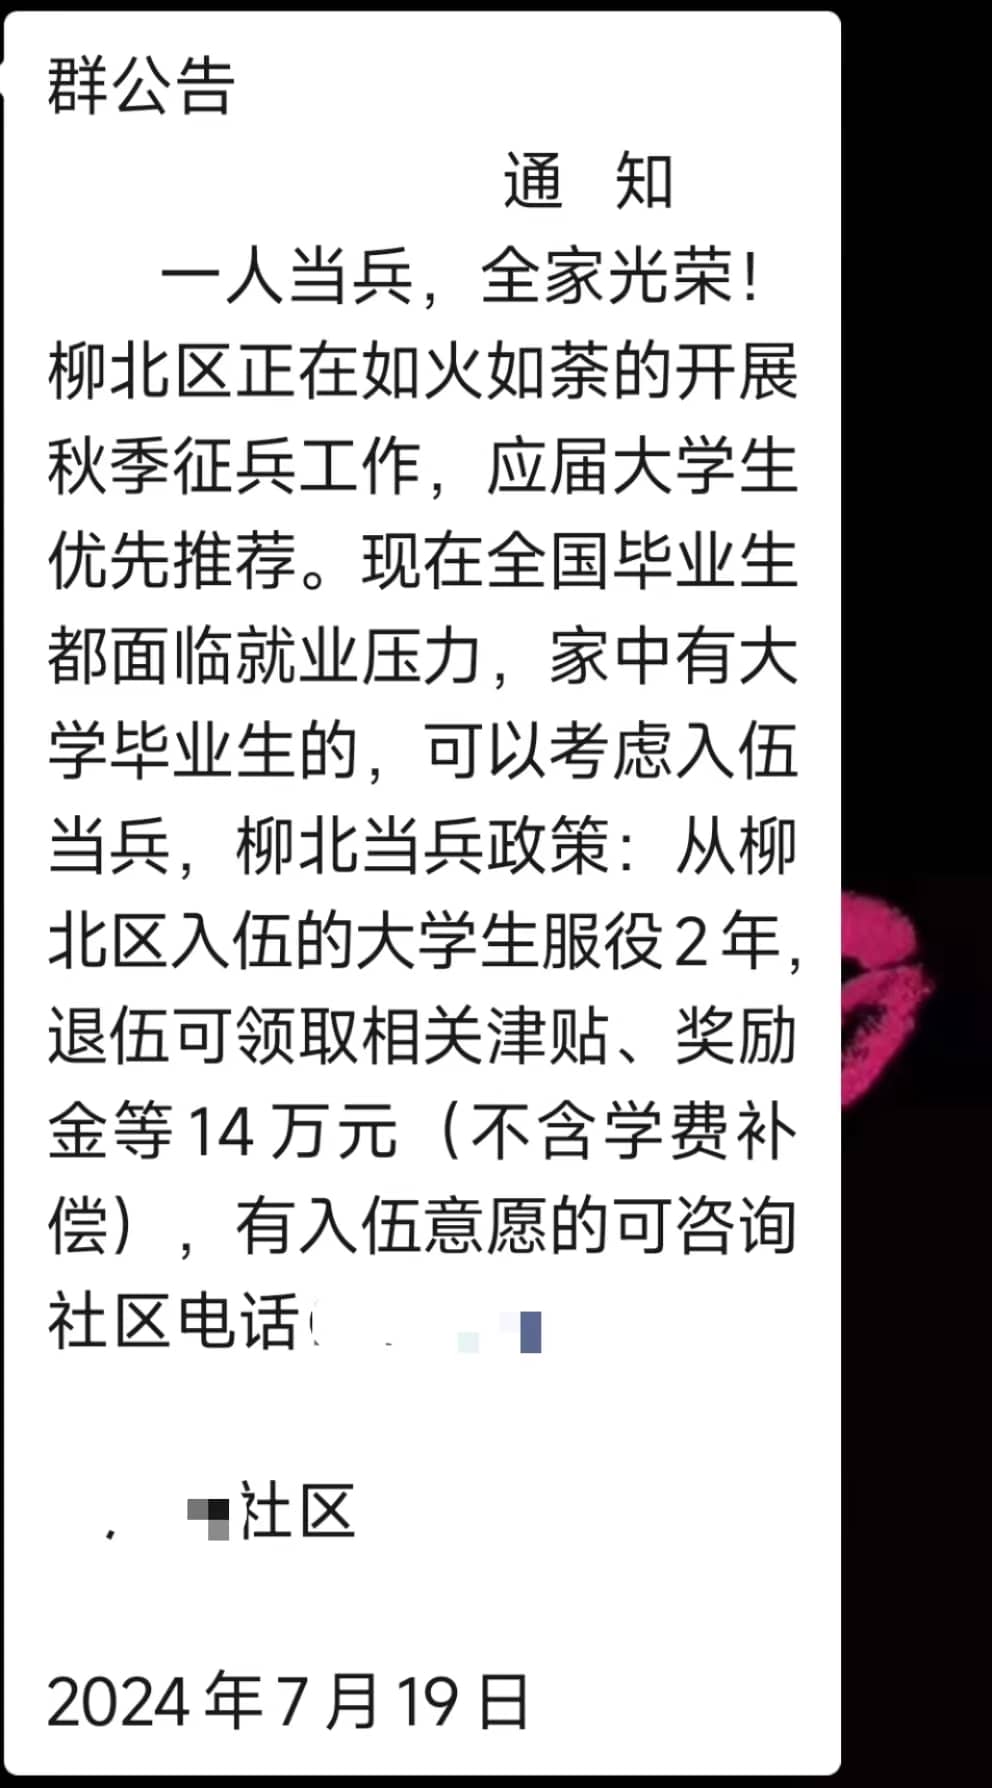 群公告
通 知
一人当兵，全家光荣！
柳北区正在如火如荼的开展
秋季征兵工作，应届大学生
优先推荐。现在全国毕业生
都面临就业压力，家中有大
学毕业生的，可以考虑入伍
当兵，柳北当兵政策：从柳
北区入伍的大学生服役2年，
退伍可领取相关津贴、奖励
金等14万元（不含学费补
偿），有入伍意愿的可咨询
社区电话
社区
2024年7月19日